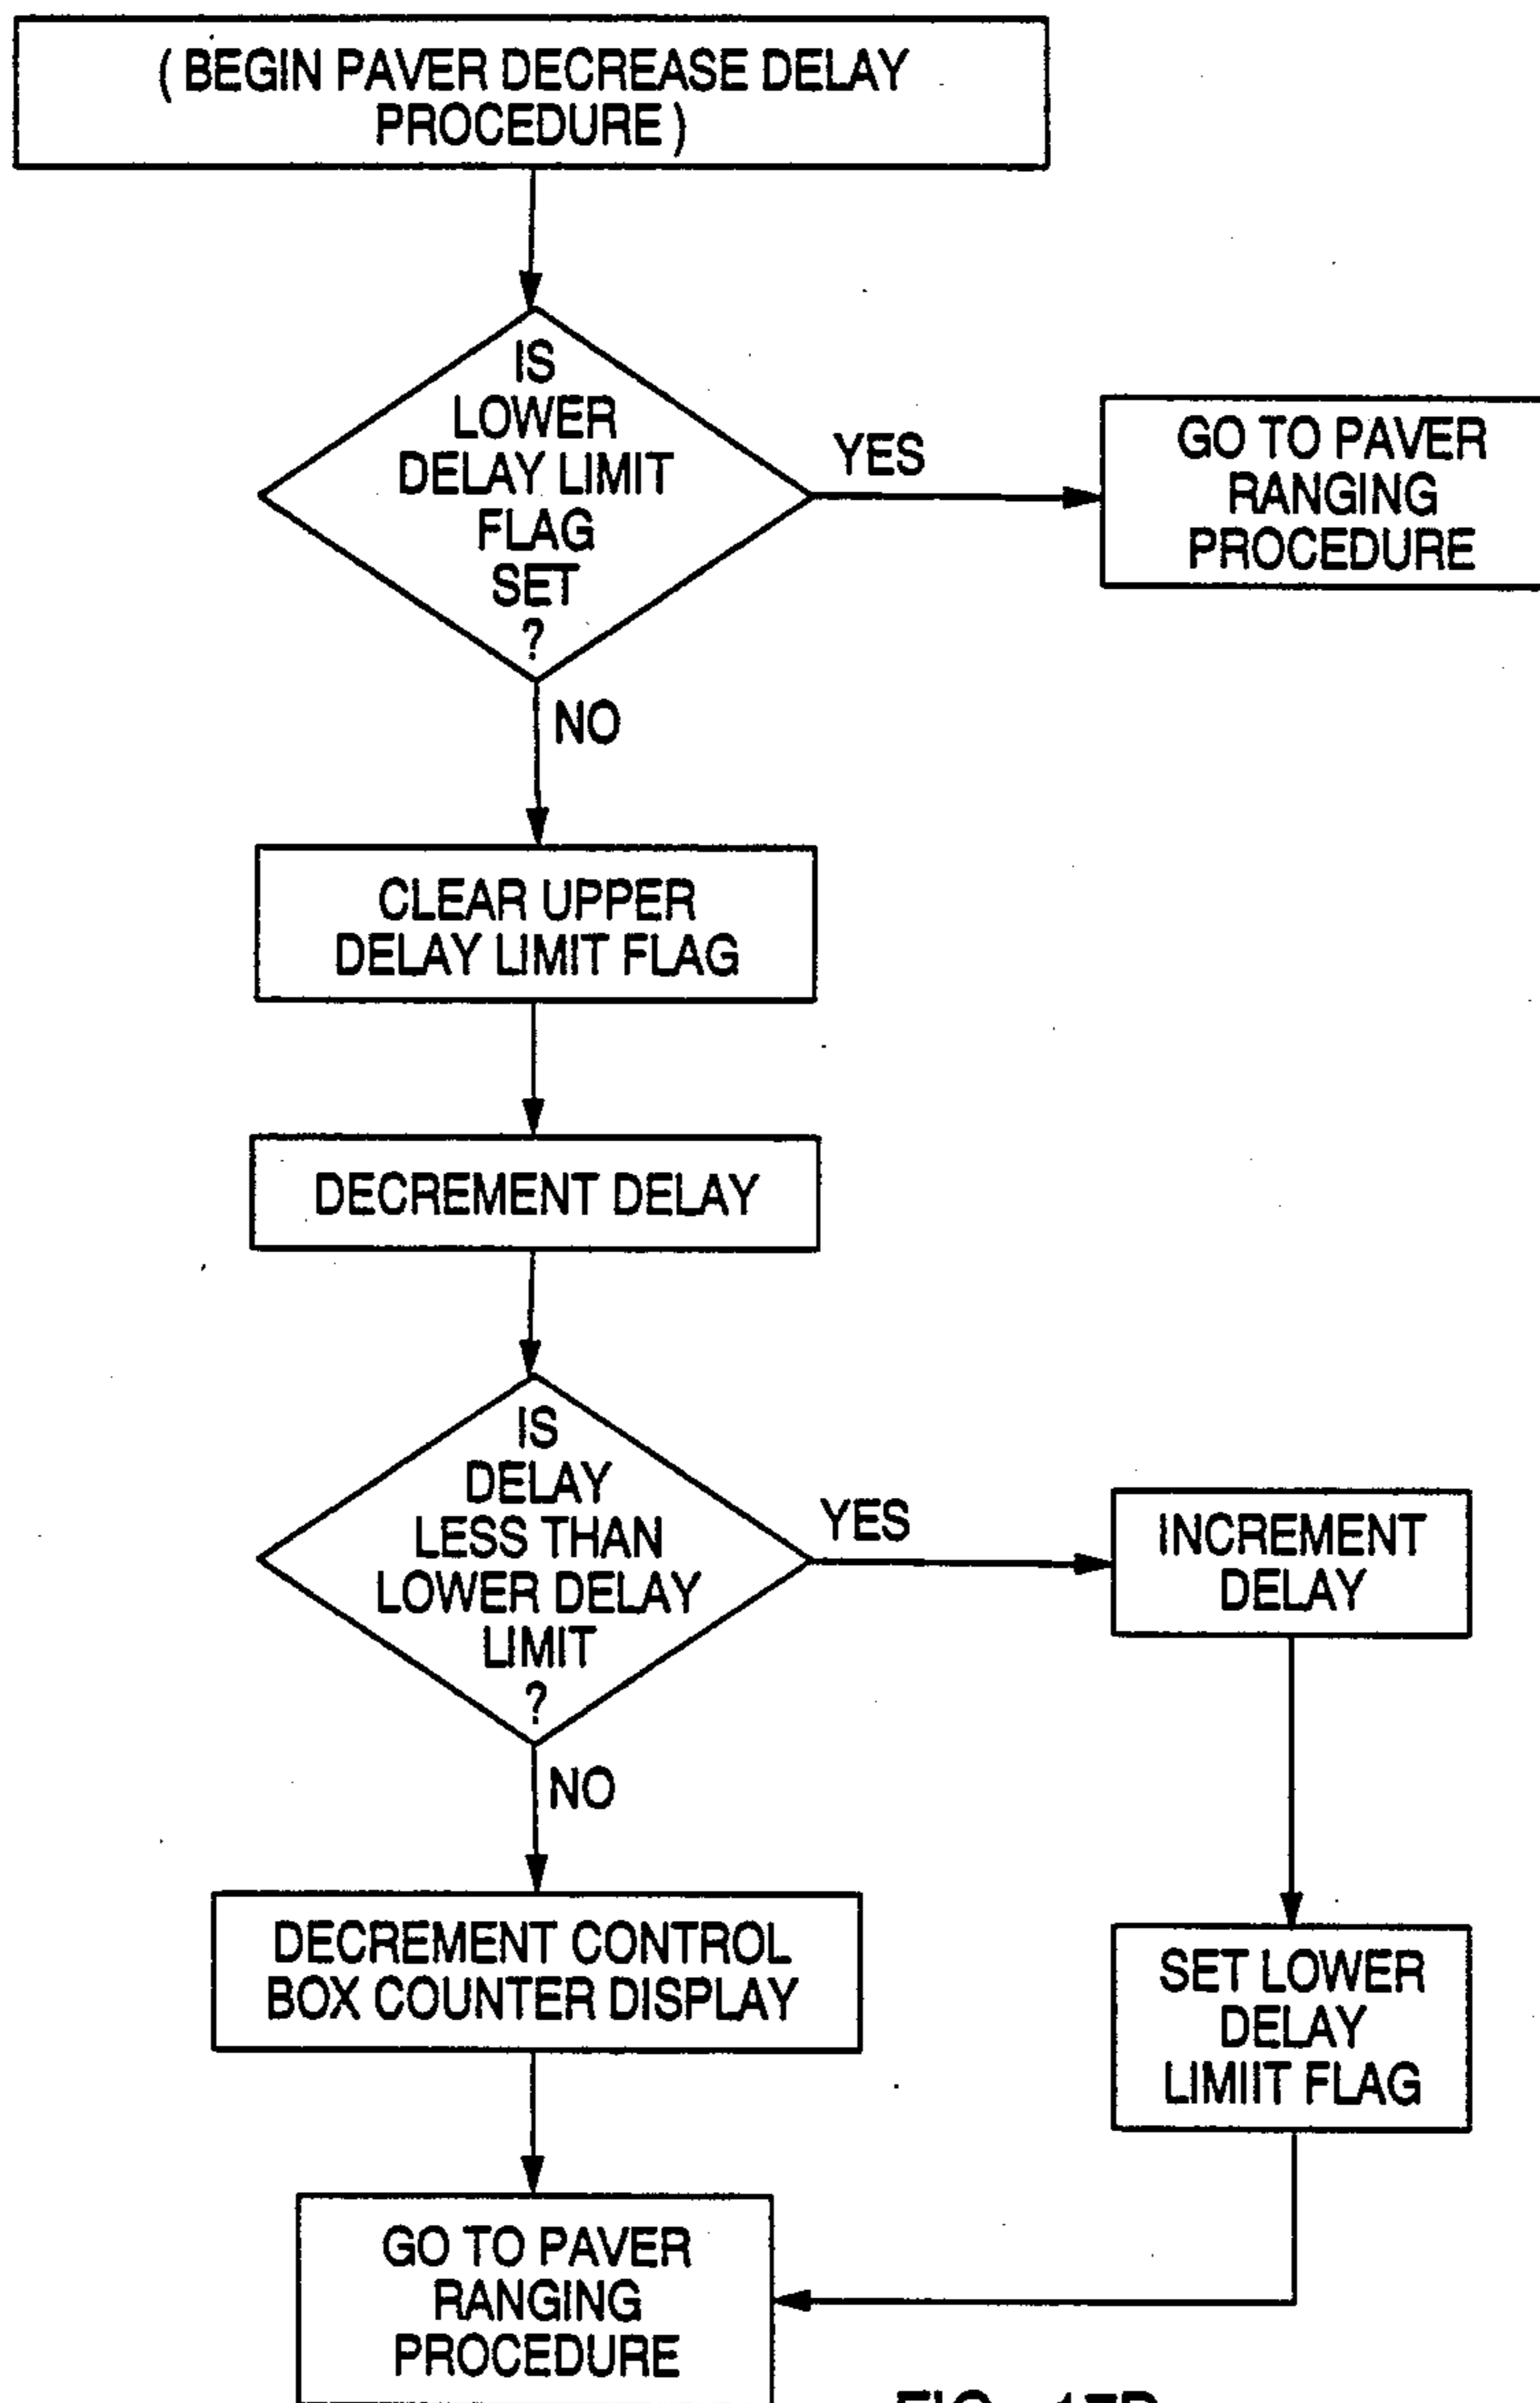 ( BEGIN PAVER DECREASE DELAY
PROCEDURE )
IS
LOWER
DELAY LIMIT
FLAG
SET
?
YES
GO TO PAVER
RANGING
PROCEDURE
NO
CLEAR UPPER
DELAY LIMIT FLAG
DECREMENT DELAY
IS
DELAY
LESS THAN
LOWER DELAY
LIMIT
?
YES
INCREMENT
DELAY
NO
DECREMENT CONTROL
BOX COUNTER DISPLAY
SET LOWER
DELAY
LIMIIT FLAG
GO TO PAVER
RANGING
PROCEDURE